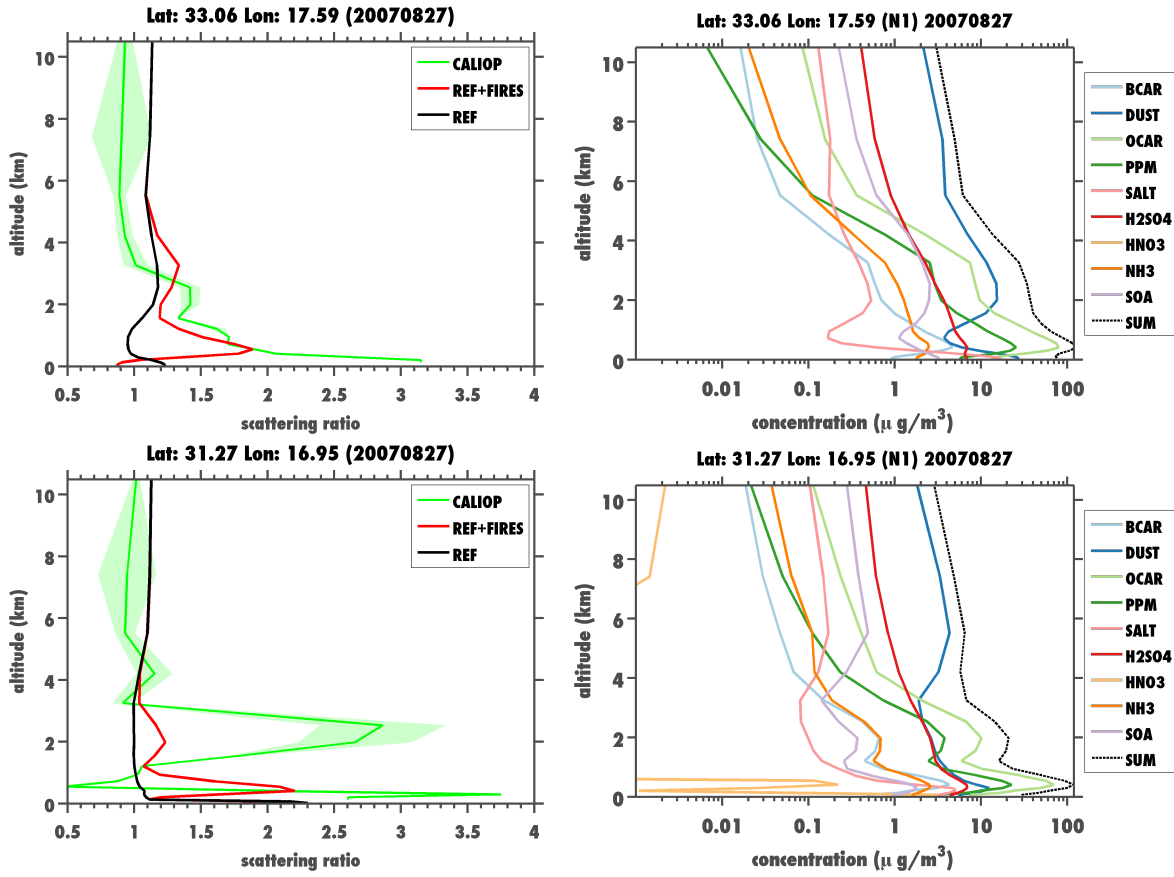 Lat: 33.06 Lon: 17.59 (20070827)
10
8
6
4
2
0
altitude (km)
0.5 1 1.5 2 2.5 3 3.5 4
scattering ratio
CALIOP
REF+FIRES
REF
Lat: 33.06 Lon: 17.59 (N1) 20070827
10
8
6
4
2
0
altitude (km)
0.01 0.1 1 10 100
concentration (μ g/m³)
BCAR
DUST
OCAR
PPM
SALT
H2SO4
HNO3
NH3
SOA
SUM
Lat: 31.27 Lon: 16.95 (20070827)
10
8
6
4
2
0
altitude (km)
0.5 1 1.5 2 2.5 3 3.5 4
scattering ratio
CALIOP
REF+FIRES
REF
Lat: 31.27 Lon: 16.95 (N1) 20070827
10
8
6
4
2
0
altitude (km)
0.01 0.1 1 10 100
concentration (μ g/m³)
BCAR
DUST
OCAR
PPM
SALT
H2SO4
HNO3
NH3
SOA
SUM